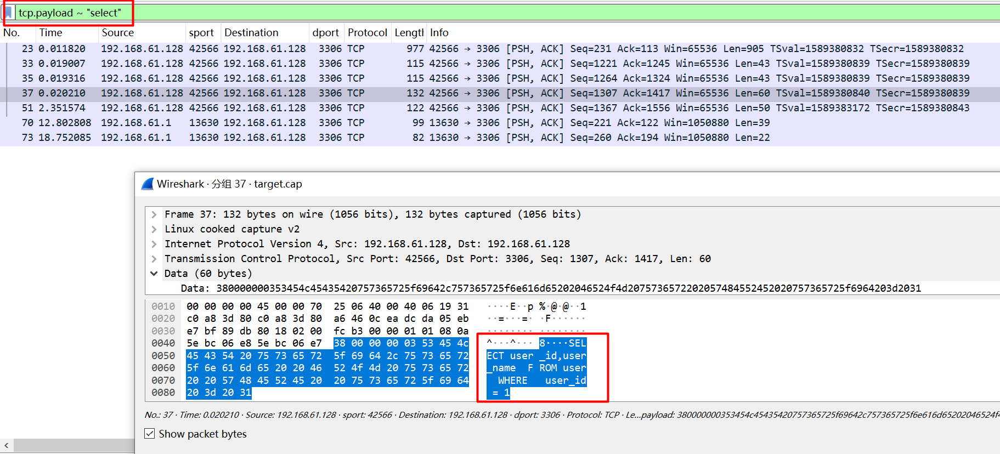 tcp.payload ~ "select"
No. Time Source sport Destination dport Protocol Lengtl Info
23 0.011820 192.168.61.128 42566 192.168.61.128 3306 TCP 977 42566 → 3306 [PSH, ACK] Seq=231 Ack=113 Win=65536 Len=905 TSval=1589380832 TSecr=1589380832
33 0.019007 192.168.61.128 42566 192.168.61.128 3306 TCP 115 42566 → 3306 [PSH, ACK] Seq=1221 Ack=1245 Win=65536 Len=43 TSval=1589380839 TSecr=1589380839
35 0.019316 192.168.61.128 42566 192.168.61.128 3306 TCP 115 42566 → 3306 [PSH, ACK] Seq=1264 Ack=1324 Win=65536 Len=43 TSval=1589380839 TSecr=1589380839
37 0.020210 192.168.61.128 42566 192.168.61.128 3306 TCP 132 42566 → 3306 [PSH, ACK] Seq=1307 Ack=1417 Win=65536 Len=60 TSval=1589380840 TSecr=1589380839
51 2.351574 192.168.61.128 42566 192.168.61.128 3306 TCP 122 42566 → 3306 [PSH, ACK] Seq=1367 Ack=1556 Win=65536 Len=50 TSval=1589383172 TSecr=1589380843
70 12.802808 192.168.61.1 13630 192.168.61.128 3306 TCP 99 13630 → 3306 [PSH, ACK] Seq=221 Ack=122 Win=1050880 Len=39
73 18.752085 192.168.61.1 13630 192.168.61.128 3306 TCP 82 13630 → 3306 [PSH, ACK] Seq=260 Ack=194 Win=1050880 Len=22
Wireshark · 分组 37 · target.cap
Frame 37: 132 bytes on wire (1056 bits), 132 bytes captured (1056 bits)
Linux cooked capture v2
Internet Protocol Version 4, Src: 192.168.61.128, Dst: 192.168.61.128
Transmission Control Protocol, Src Port: 42566, Dst Port: 3306, Seq: 1307, Ack: 1417, Len: 60
Data (60 bytes)
Data: 380000000353454c45435420757365725f69642c757365725f6e616d65202046524f4d207573657220205748455245202020757365725f6964203d2031
0010 00 00 00 00 45 00 00 70 25 06 40 00 40 06 19 31 ····E··p %·@·@··1
0020 c0 a8 3d 80 c0 a8 3d 80 a6 46 0c ea dc da 05 eb ··=···=· ·F······
0030 e7 bf 89 db 80 18 02 00 fc b3 00 00 01 01 08 0a ········ ········
0040 5e bc 06 e8 5e bc 06 e7 38 00 00 00 03 53 45 4c ^···^··· 8····SEL
0050 45 43 54 20 75 73 65 72 5f 69 64 2c 75 73 65 72 ECT user _id,user
0060 5f 6e 61 6d 65 20 20 46 52 4f 4d 20 75 73 65 72 _name  F ROM user
0070 20 20 57 48 45 52 45 20 20 75 73 65 72 5f 69 64   WHERE   user_id
0080 20 3d 20 31  = 1
No.: 37 · Time: 0.020210 · Source: 192.168.61.128 · sport: 42566 · Destination: 192.168.61.128 · dport: 3306 · Protocol: TCP · Le...payload: 380000000353454c45435420757365725f69642c757365725f6e616d65202046524f4
Show packet bytes